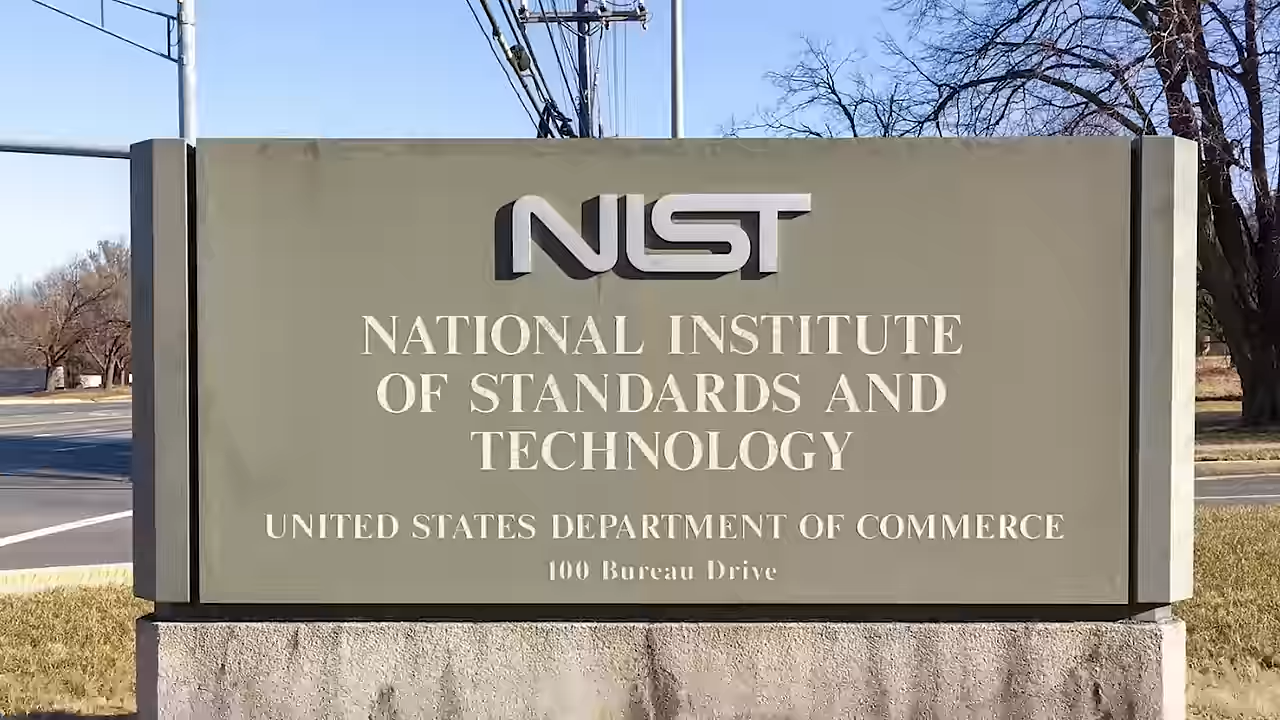 NIST
NATIONAL INSTITUTE
OF STANDARDS AND
TECHNOLOGY
UNITED STATES DEPARTMENT OF COMMERCE
100 Bureau Drive